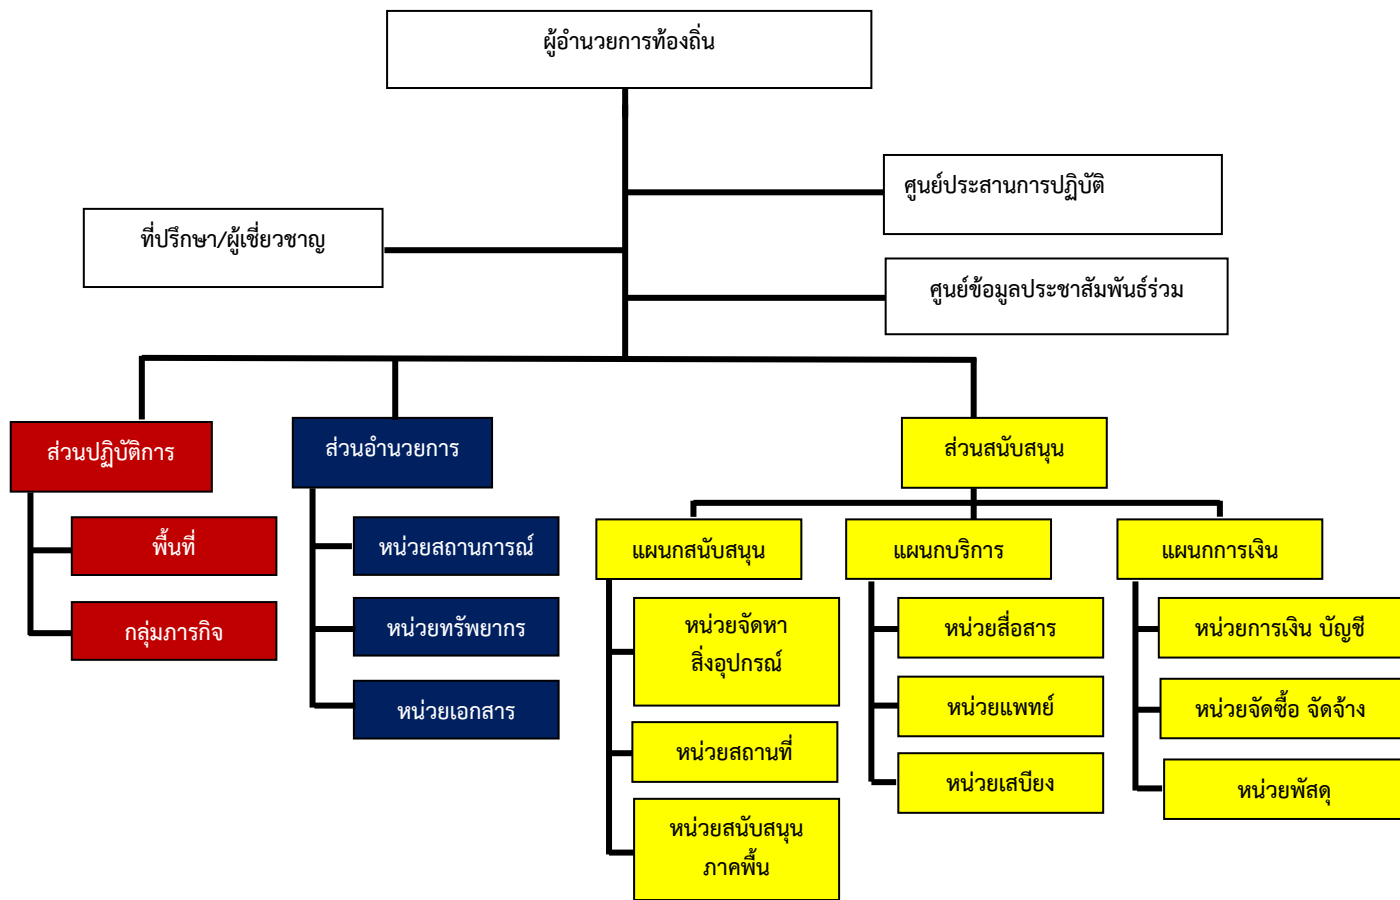 ผู้อำนวยการท้องถิ่น
ศูนย์ประสานการปฏิบัติ
ที่ปรึกษา/ผู้เชี่ยวชาญ
ศูนย์ข้อมูลประชาสัมพันธ์ร่วม
ส่วนปฏิบัติการ
ส่วนอำนวยการ
ส่วนสนับสนุน
พื้นที่
หน่วยสถานการณ์
แผนกสนับสนุน
แผนกบริการ
แผนกการเงิน
กลุ่มภารกิจ
หน่วยทรัพยากร
หน่วยจัดหา
สิ่งอุปกรณ์
หน่วยสื่อสาร
หน่วยการเงิน บัญชี
หน่วยเอกสาร
หน่วยสถานที่
หน่วยแพทย์
หน่วยจัดซื้อ จัดจ้าง
หน่วยสนับสนุน
ภาคพื้น
หน่วยเสบียง
หน่วยพัสดุ